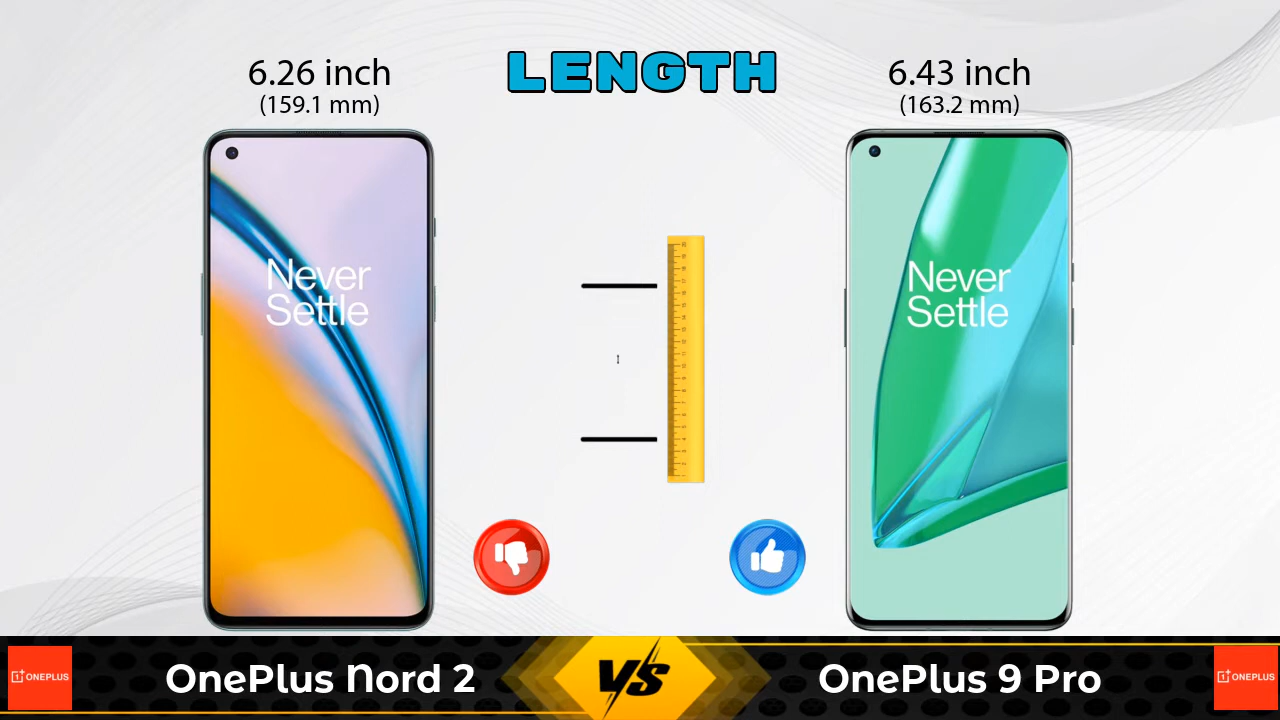 LENGTH
6.26 inch
(159.1 mm)
6.43 inch
(163.2 mm)
Never
Settle
Never
Settle
ONEPLUS
OnePlus Nord 2
VS
OnePlus 9 Pro
ONEPLUS